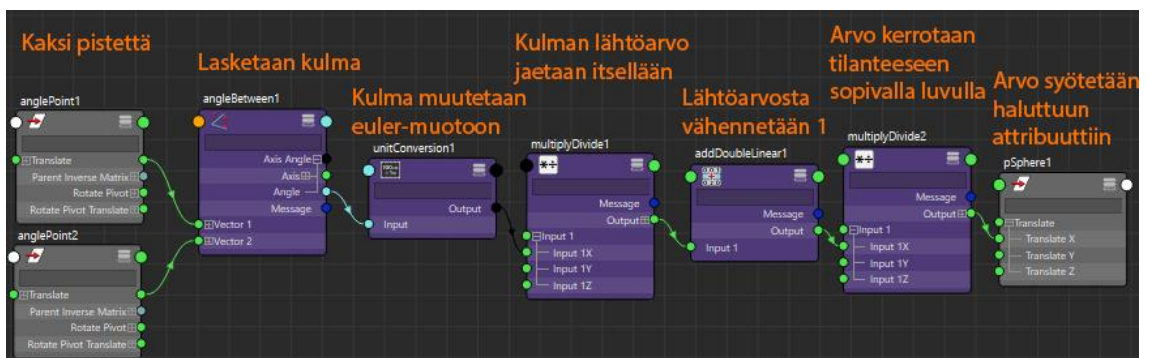 Kaksi pistettä
Lasketaan kulma
Kulma muutetaan
euler-muotoon
Kulman lähtöarvo
jaetaan itsellään
Lähtöarvosta
vähennetään 1
Arvo kerrotaan
tilanteeseen
sopivalla luvulla
Arvo syötetään
haluttuun
attribuuttiin
anglePoint1
Translate
Parent Inverse Matrix
Rotate Pivot
Rotate Pivot Translate
anglePoint2
Translate
Parent Inverse Matrix
Rotate Pivot
Rotate Pivot Translate
angleBetween1
Axis Angle
Axis
Angle
Message
Vector 1
Vector 2
unitConversion1
Output
Input
multiplyDivide1
Message
Output
Input 1
Input 1X
Input 1Y
Input 1Z
addDoubleLinear1
Message
Output
Input 1
multiplyDivide2
Message
Output
Input 1
Input 1X
Input 1Y
Input 1Z
pSphere1
Translate
Translate X
Translate Y
Translate Z